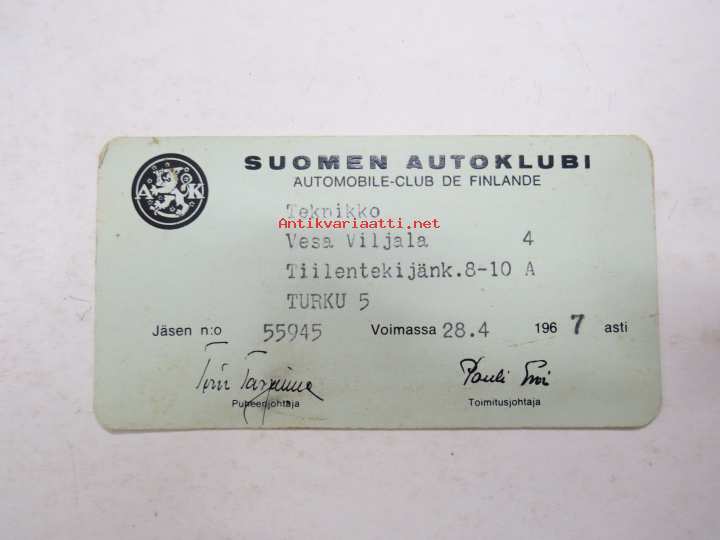 SUOMEN AUTOKLUBI
A K
AUTOMOBILE-CLUB DE FINLANDE
Teknikko
Antikvariaatti.net
Vesa Viljala 4
Tiilentekijänk.8-10 A
TURKU 5
Jäsen n:o 55945 Voimassa 28.4 1967 asti
Pauli
Puheenjohtaja Toimitusjohtaja